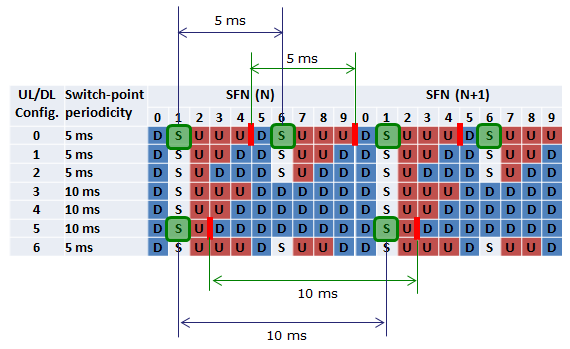 5 ms
5 ms
UL/DL Switch-point SFN (N) SFN (N+1)
Config. periodicity 0 1 2 3 4 5 6 7 8 9 0 1 2 3 4 5 6 7 8 9
0 5 ms D S U U U D S U U U D S U U U D S U U U
1 5 ms D S U U D D S U U D D S U U D D S U U D
2 5 ms D S U D D D S U D D D S U D D D S U D D
3 10 ms D S U U U D D D D D D S U U U D D D D D
4 10 ms D S U U D D D D D D D S U U D D D D D D
5 10 ms D S U D D D D D D D D S U D D D D D D D
6 5 ms D S U U U D S U U D D S U U U D S U U D
10 ms
10 ms